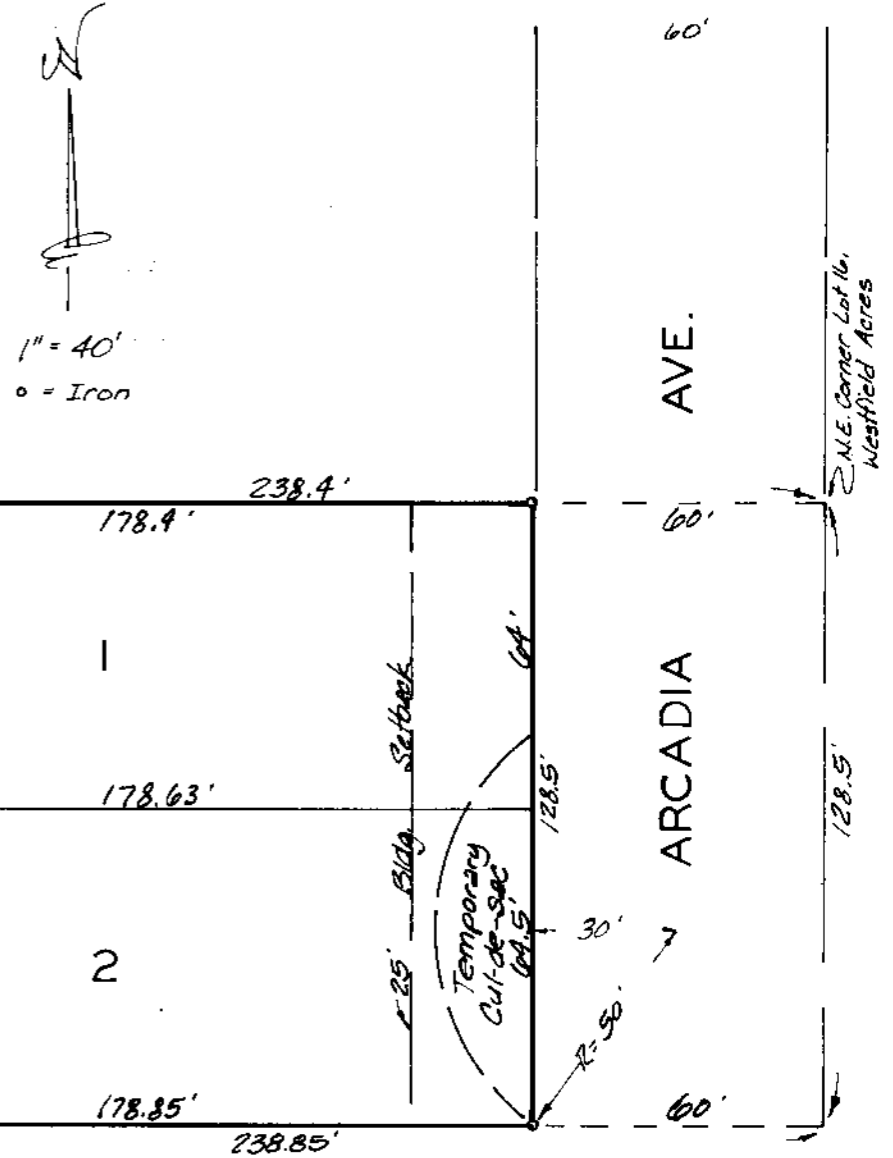 N
60'
1" = 40'
o = Iron
AVE.
N.E. Corner Lot 16,
Westfield Acres
238.4'
178.4'
60'
1
64'
Setback
ARCADIA
128.5'
128.5'
178.63'
Bldg.
Temporary
Cul-de-Sac
64.5'
30'
2
25'
R=50'
178.85'
60'
238.85'